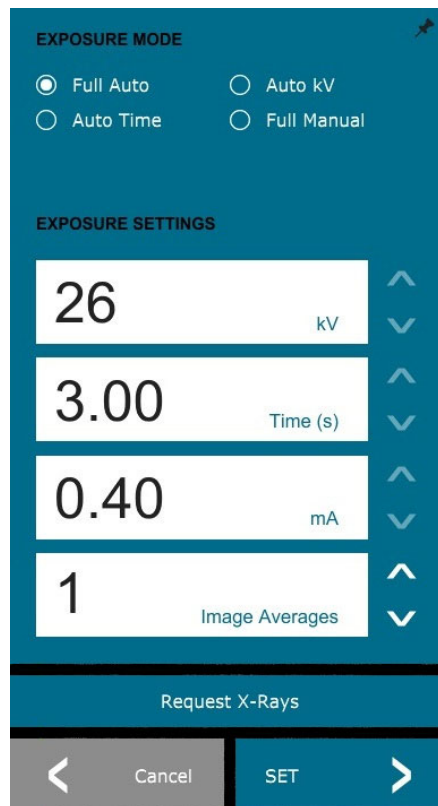 EXPOSURE MODE
Full Auto Auto kV
Auto Time Full Manual
EXPOSURE SETTINGS
26 kV
3.00 Time (s)
0.40 mA
1 Image Averages
Request X-Rays
Cancel SET